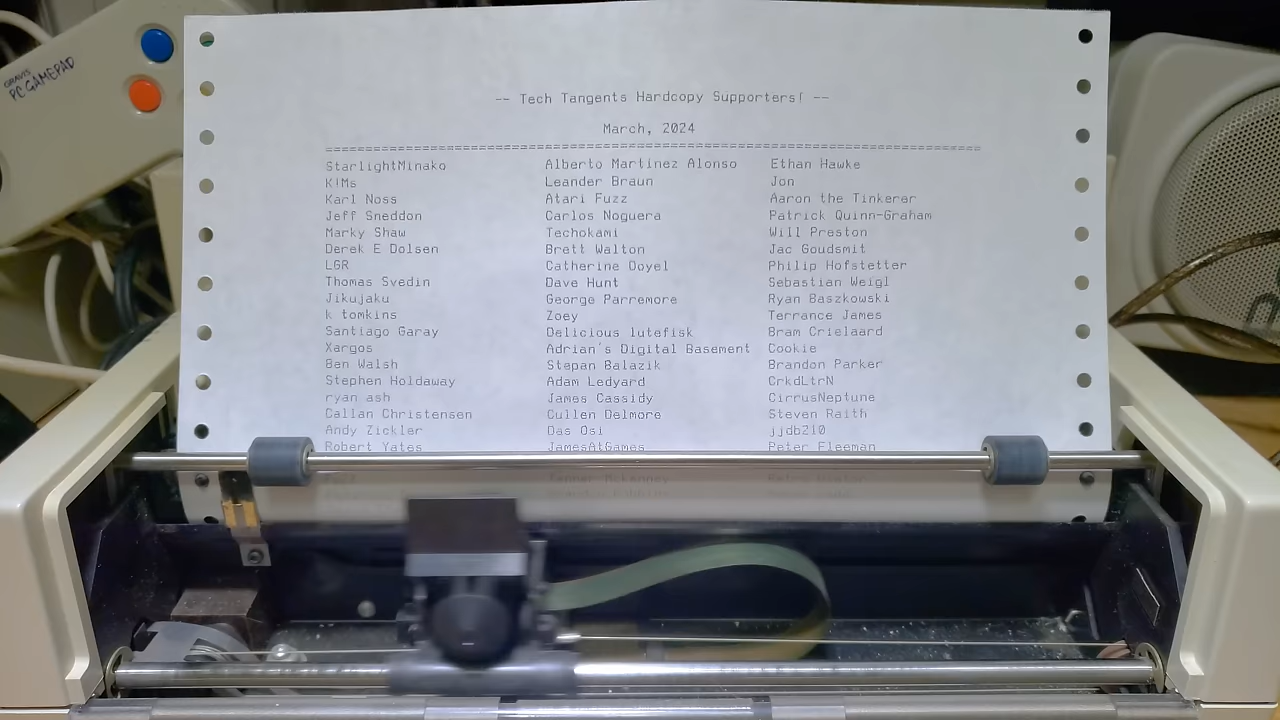 GRAVIS
PC GAMEPAD
-- Tech Tangents Hardcopy Supporters! --
March, 2024
================================================================================
StarlightMinako Alberto Martinez Alonso Ethan Hawke
K!Ms Leander Braun Jon
Karl Noss Atari Fuzz Aaron the Tinkerer
Jeff Sneddon Carlos Noguera Patrick Quinn-Graham
Marky Shaw Techokami Will Preston
Derek E Dolsen Brett Walton Jac Goudsmit
LGR Catherine Doyel Philip Hofstetter
Thomas Svedin Dave Hunt Sebastian Weigl
Jikujaku George Parremore Ryan Baszkowski
k tomkins Zoey Terrance James
Santiago Garay Delicious lutefisk Bram Crielaard
Xargos Adrian's Digital Basement Cookie
Ben Walsh Stepan Balazik Brandon Parker
Stephen Holdaway Adam Ledyard CrkdLtrN
ryan ash James Cassidy CirrusNeptune
Callan Christensen Cullen Delmore Steven Raith
Andy Zickler Das Osi jjdb210
Robert Yates JamesAtGames Peter Fleeman